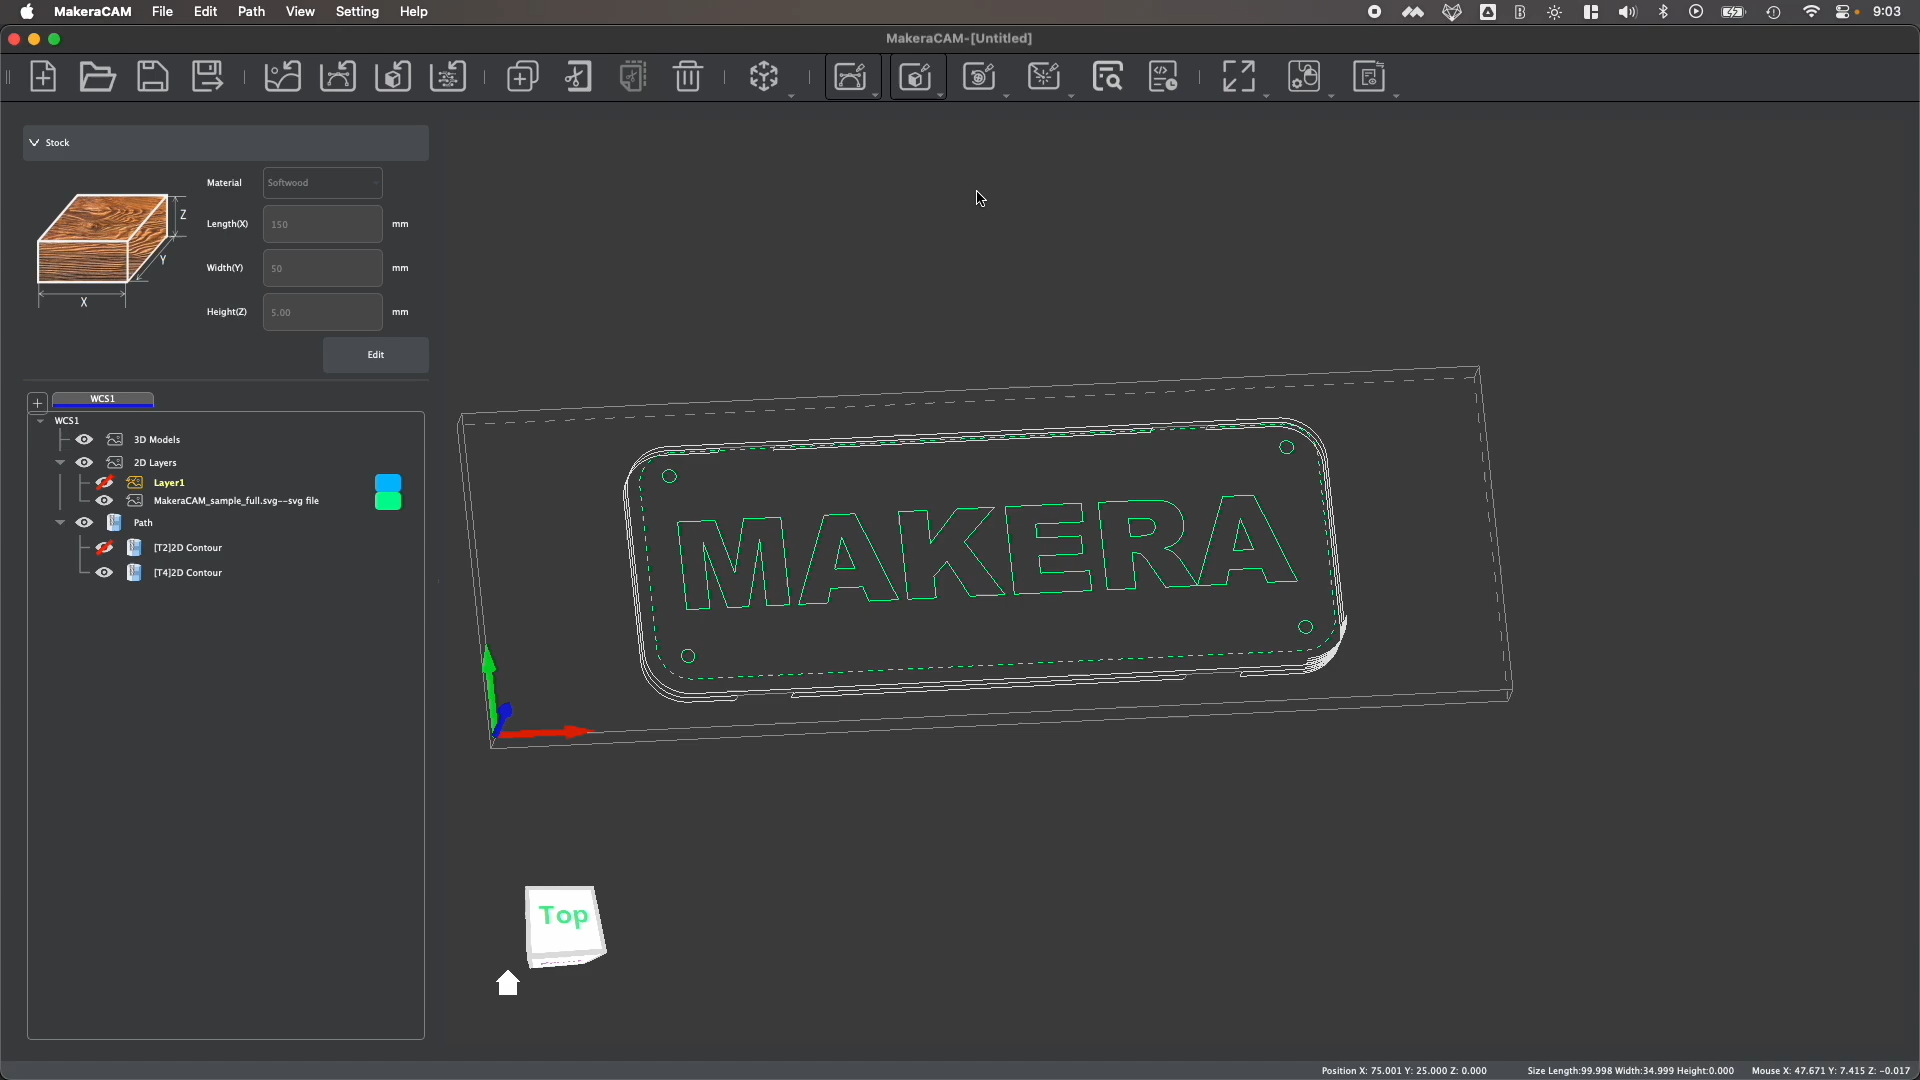 MakeraCAM File Edit Path View Setting Help
9:03
MakeraCAM-[Untitled]
Stock
Material Softwood
Length(X) 150 mm
Width(Y) 50 mm
Height(Z) 5.00 mm
Z
Y
X
Edit
+ WCS1
WCS1
3D Models
2D Layers
Layer1
MakeraCAM_sample_full.svg--svg file
Path
[T2]2D Contour
[T4]2D Contour
MAKERA
Top
Position X: 75.001 Y: 25.000 Z: 0.000 Size Length:99.998 Width:34.999 Height:0.000 Mouse X: 47.671 Y: 7.415 Z: -0.017